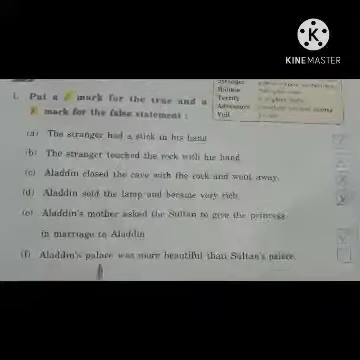 KINEMASTER
Stranger
1. Put a ✓ mark for the true and a
✗ mark for the false statement :
Terrify
Adventure
(a) The stranger had a stick in his hand
(b) The stranger touched the rock with his hand
(c) Aladdin closed the cave with the rock and went away.
(d) Aladdin sold the lamp and became very rich.
(e) Aladdin's mother asked the Sultan to give the princess
in marriage to Aladdin
(f) Aladdin's palace was more beautiful than Sultan's palace.